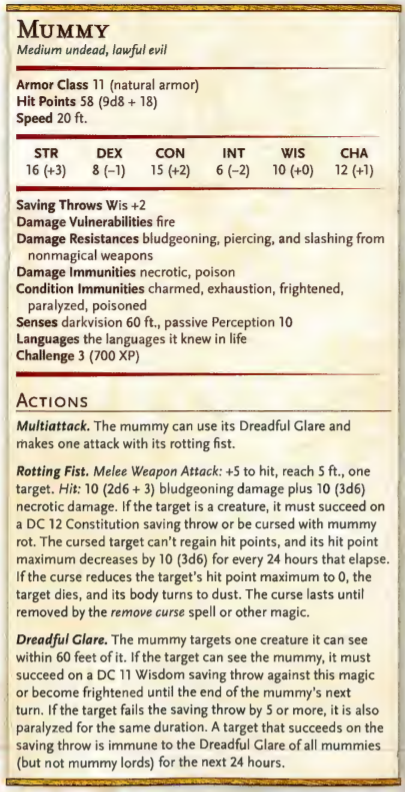 MUMMY
Medium undead, lawful evil
Armor Class 11 (natural armor)
Hit Points 58 (9d8 + 18)
Speed 20 ft.
STR DEX CON INT WIS CHA
16 (+3) 8 (−1) 15 (+2) 6 (−2) 10 (+0) 12 (+1)
Saving Throws Wis +2
Damage Vulnerabilities fire
Damage Resistances bludgeoning, piercing, and slashing from
nonmagical weapons
Damage Immunities necrotic, poison
Condition Immunities charmed, exhaustion, frightened,
paralyzed, poisoned
Senses darkvision 60 ft., passive Perception 10
Languages the languages it knew in life
Challenge 3 (700 XP)
ACTIONS
Multiattack. The mummy can use its Dreadful Glare and
makes one attack with its rotting fist.
Rotting Fist. Melee Weapon Attack: +5 to hit, reach 5 ft., one
target. Hit: 10 (2d6 + 3) bludgeoning damage plus 10 (3d6)
necrotic damage. If the target is a creature, it must succeed on
a DC 12 Constitution saving throw or be cursed with mummy
rot. The cursed target can't regain hit points, and its hit point
maximum decreases by 10 (3d6) for every 24 hours that elapse.
If the curse reduces the target's hit point maximum to 0, the
target dies, and its body turns to dust. The curse lasts until
removed by the remove curse spell or other magic.
Dreadful Glare. The mummy targets one creature it can see
within 60 feet of it. If the target can see the mummy, it must
succeed on a DC 11 Wisdom saving throw against this magic
or become frightened until the end of the mummy's next
turn. If the target fails the saving throw by 5 or more, it is also
paralyzed for the same duration. A target that succeeds on the
saving throw is immune to the Dreadful Glare of all mummies
(but not mummy lords) for the next 24 hours.